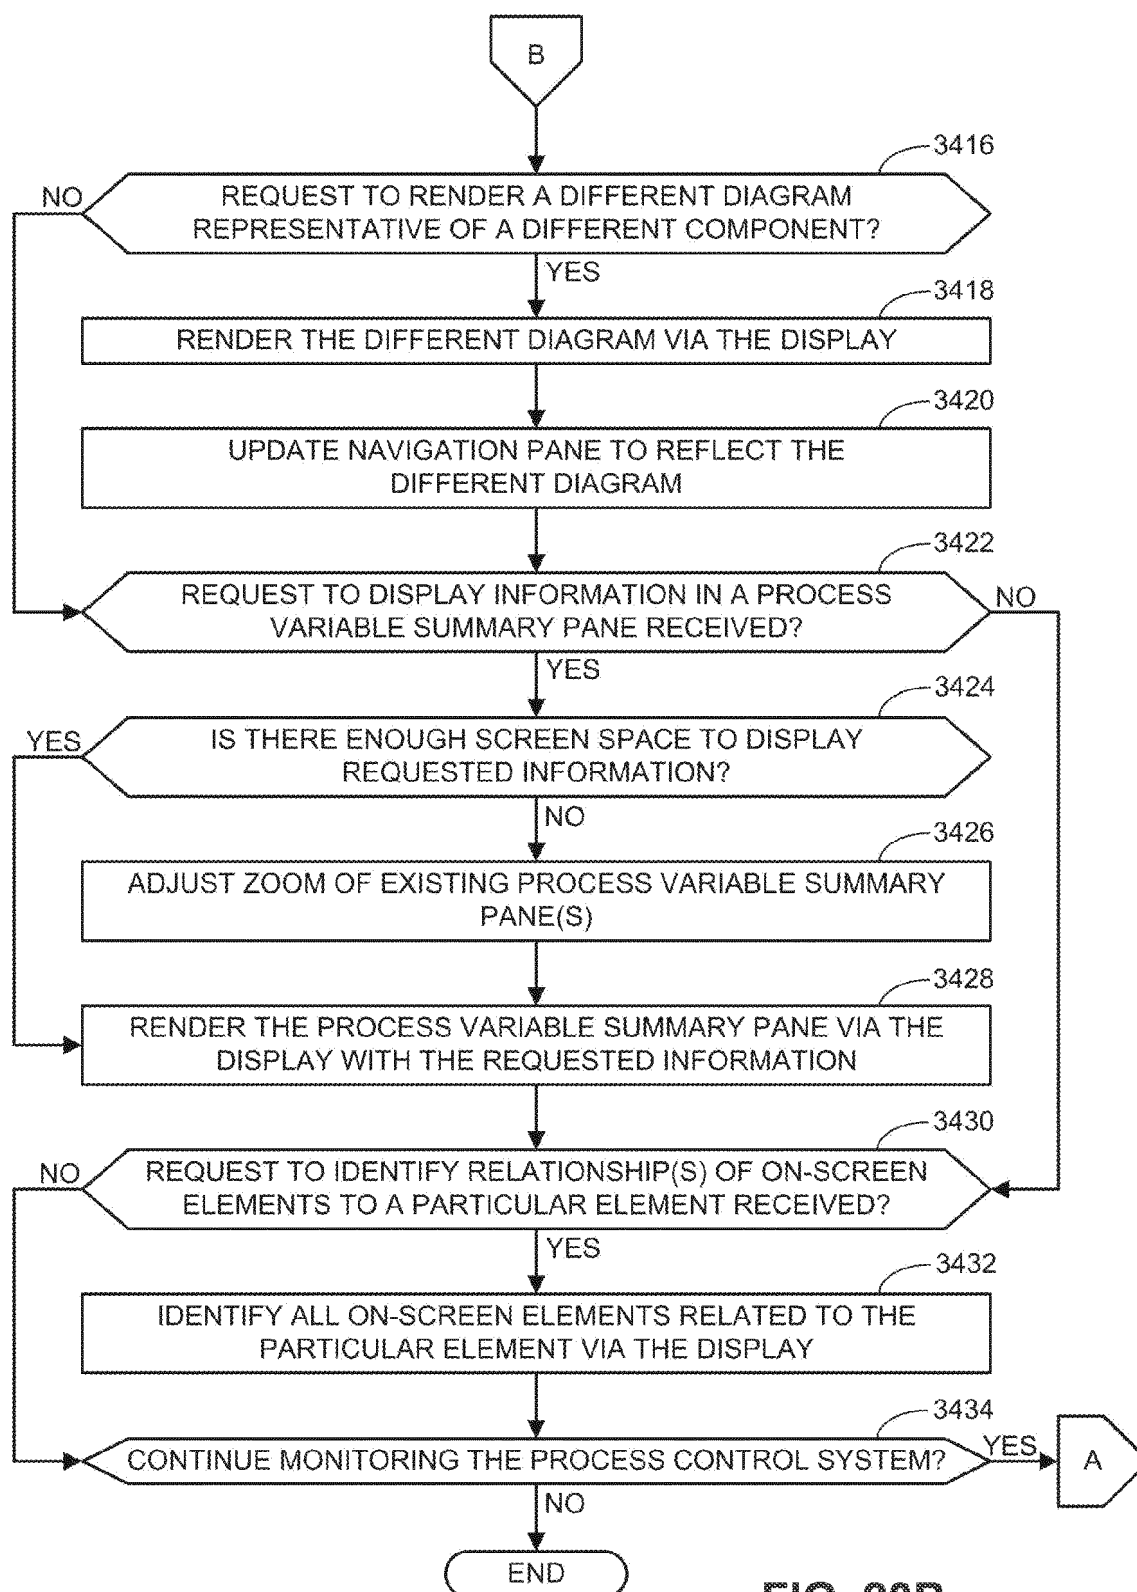 B
3416
NO
REQUEST TO RENDER A DIFFERENT DIAGRAM
REPRESENTATIVE OF A DIFFERENT COMPONENT?
YES
3418
RENDER THE DIFFERENT DIAGRAM VIA THE DISPLAY
3420
UPDATE NAVIGATION PANE TO REFLECT THE
DIFFERENT DIAGRAM
3422
REQUEST TO DISPLAY INFORMATION IN A PROCESS
VARIABLE SUMMARY PANE RECEIVED?
NO
YES
3424
YES
IS THERE ENOUGH SCREEN SPACE TO DISPLAY
REQUESTED INFORMATION?
NO
3426
ADJUST ZOOM OF EXISTING PROCESS VARIABLE SUMMARY
PANE(S)
3428
RENDER THE PROCESS VARIABLE SUMMARY PANE VIA THE
DISPLAY WITH THE REQUESTED INFORMATION
3430
NO
REQUEST TO IDENTIFY RELATIONSHIP(S) OF ON-SCREEN
ELEMENTS TO A PARTICULAR ELEMENT RECEIVED?
YES
3432
IDENTIFY ALL ON-SCREEN ELEMENTS RELATED TO THE
PARTICULAR ELEMENT VIA THE DISPLAY
3434
CONTINUE MONITORING THE PROCESS CONTROL SYSTEM?
YES
A
NO
END
FIG.